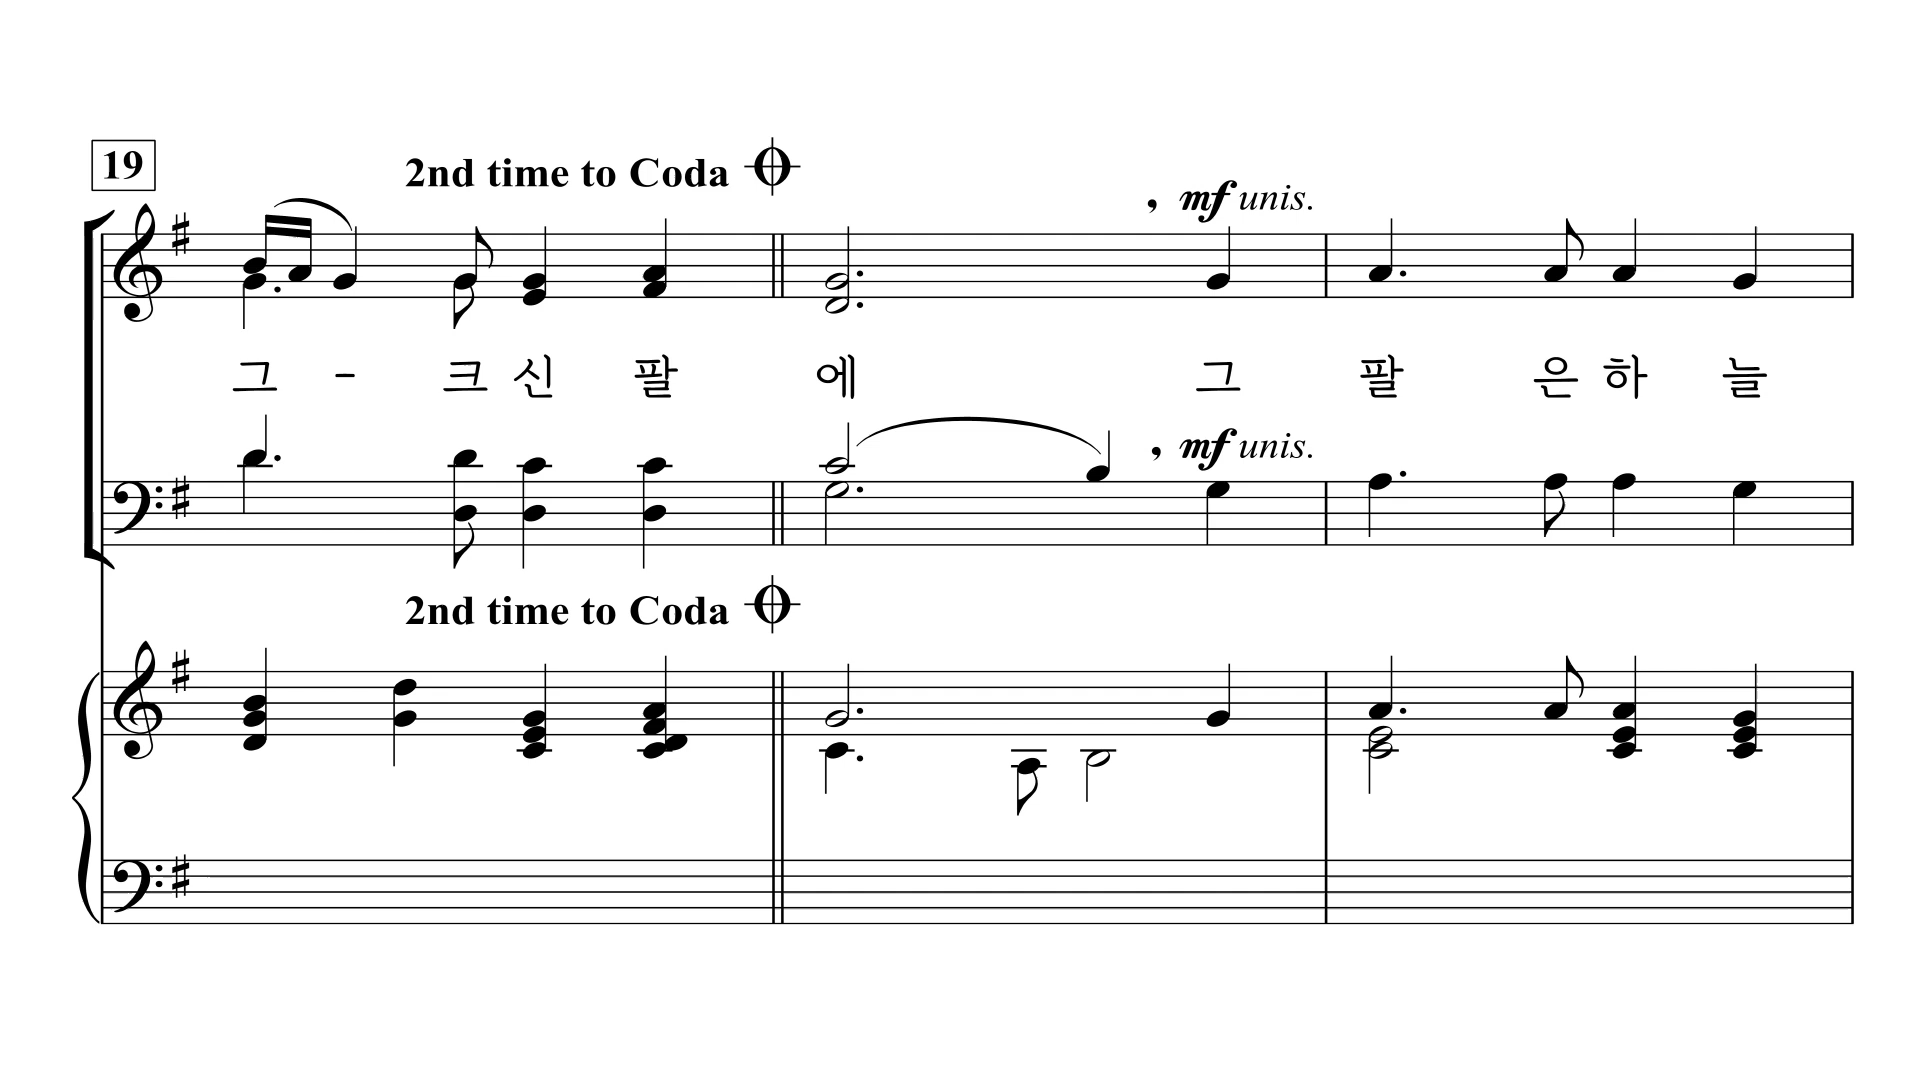 19
2nd time to Coda
, mf unis.
그 - 크 신 팔 에 그 팔 은 하 늘
, mf unis.
2nd time to Coda